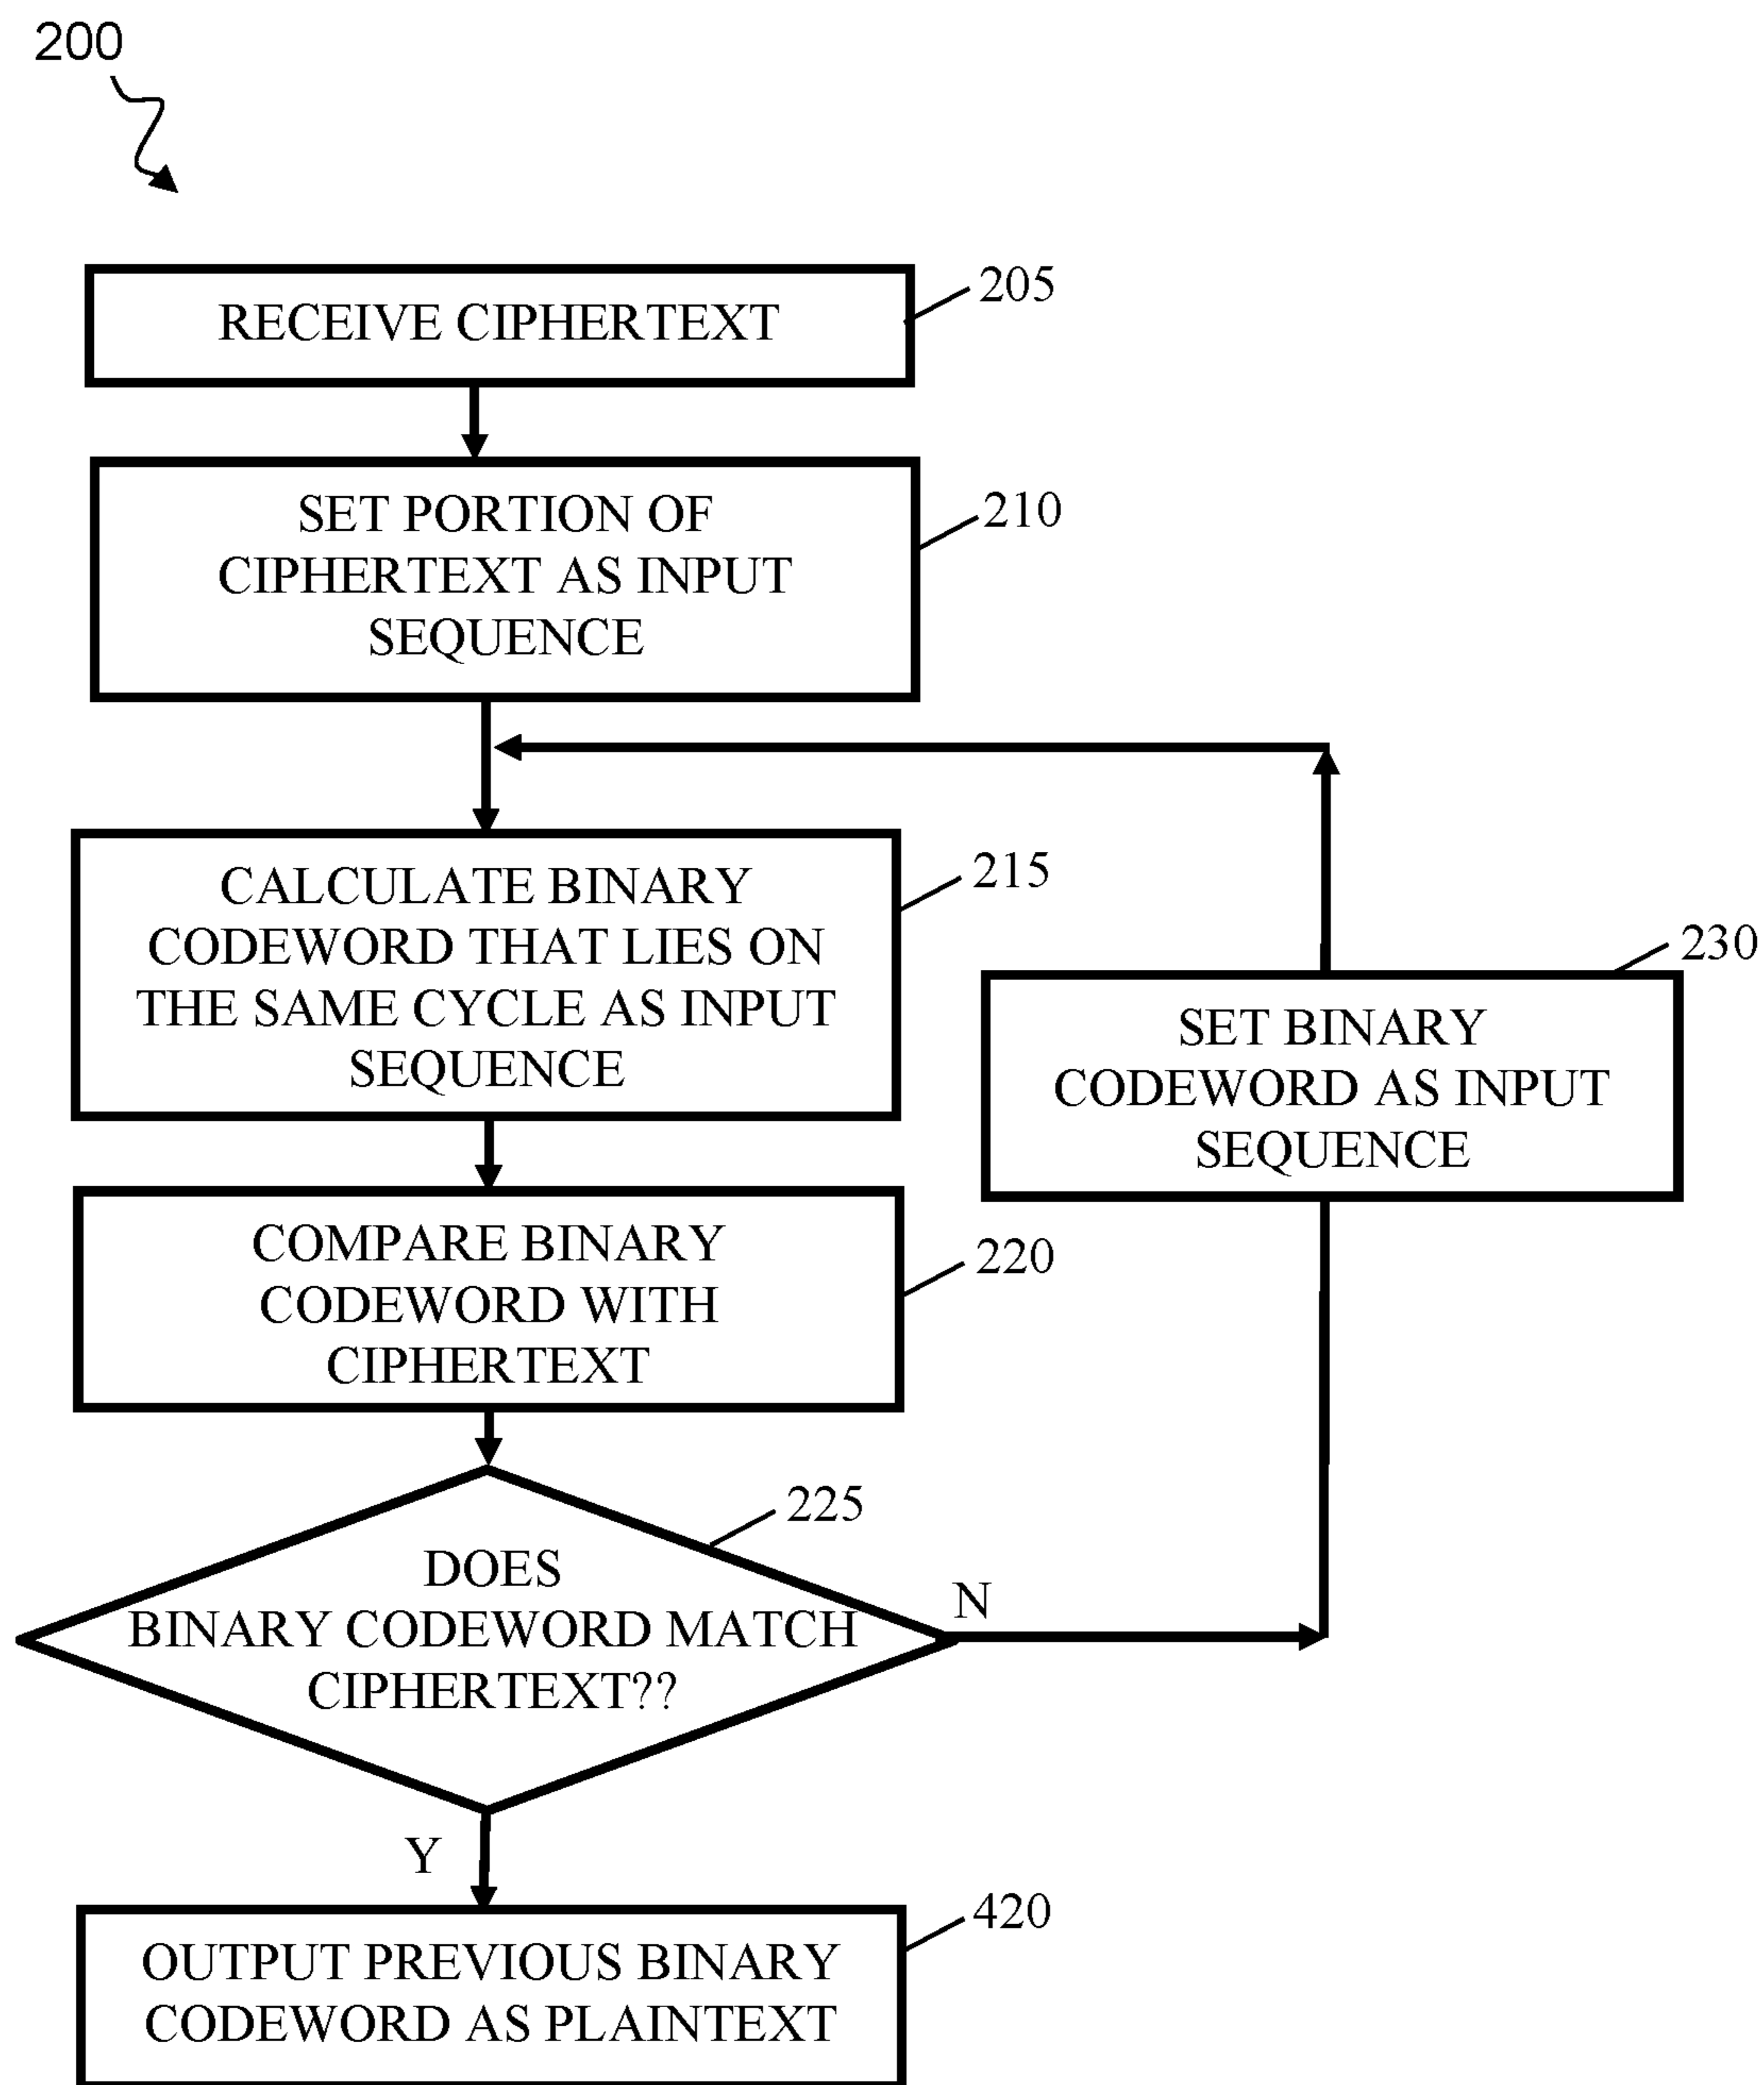 200
RECEIVE CIPHERTEXT
205
SET PORTION OF
CIPHERTEXT AS INPUT
SEQUENCE
210
CALCULATE BINARY
CODEWORD THAT LIES ON
THE SAME CYCLE AS INPUT
SEQUENCE
215
SET BINARY
CODEWORD AS INPUT
SEQUENCE
230
COMPARE BINARY
CODEWORD WITH
CIPHERTEXT
220
DOES
BINARY CODEWORD MATCH
CIPHERTEXT??
225
N
Y
OUTPUT PREVIOUS BINARY
CODEWORD AS PLAINTEXT
420